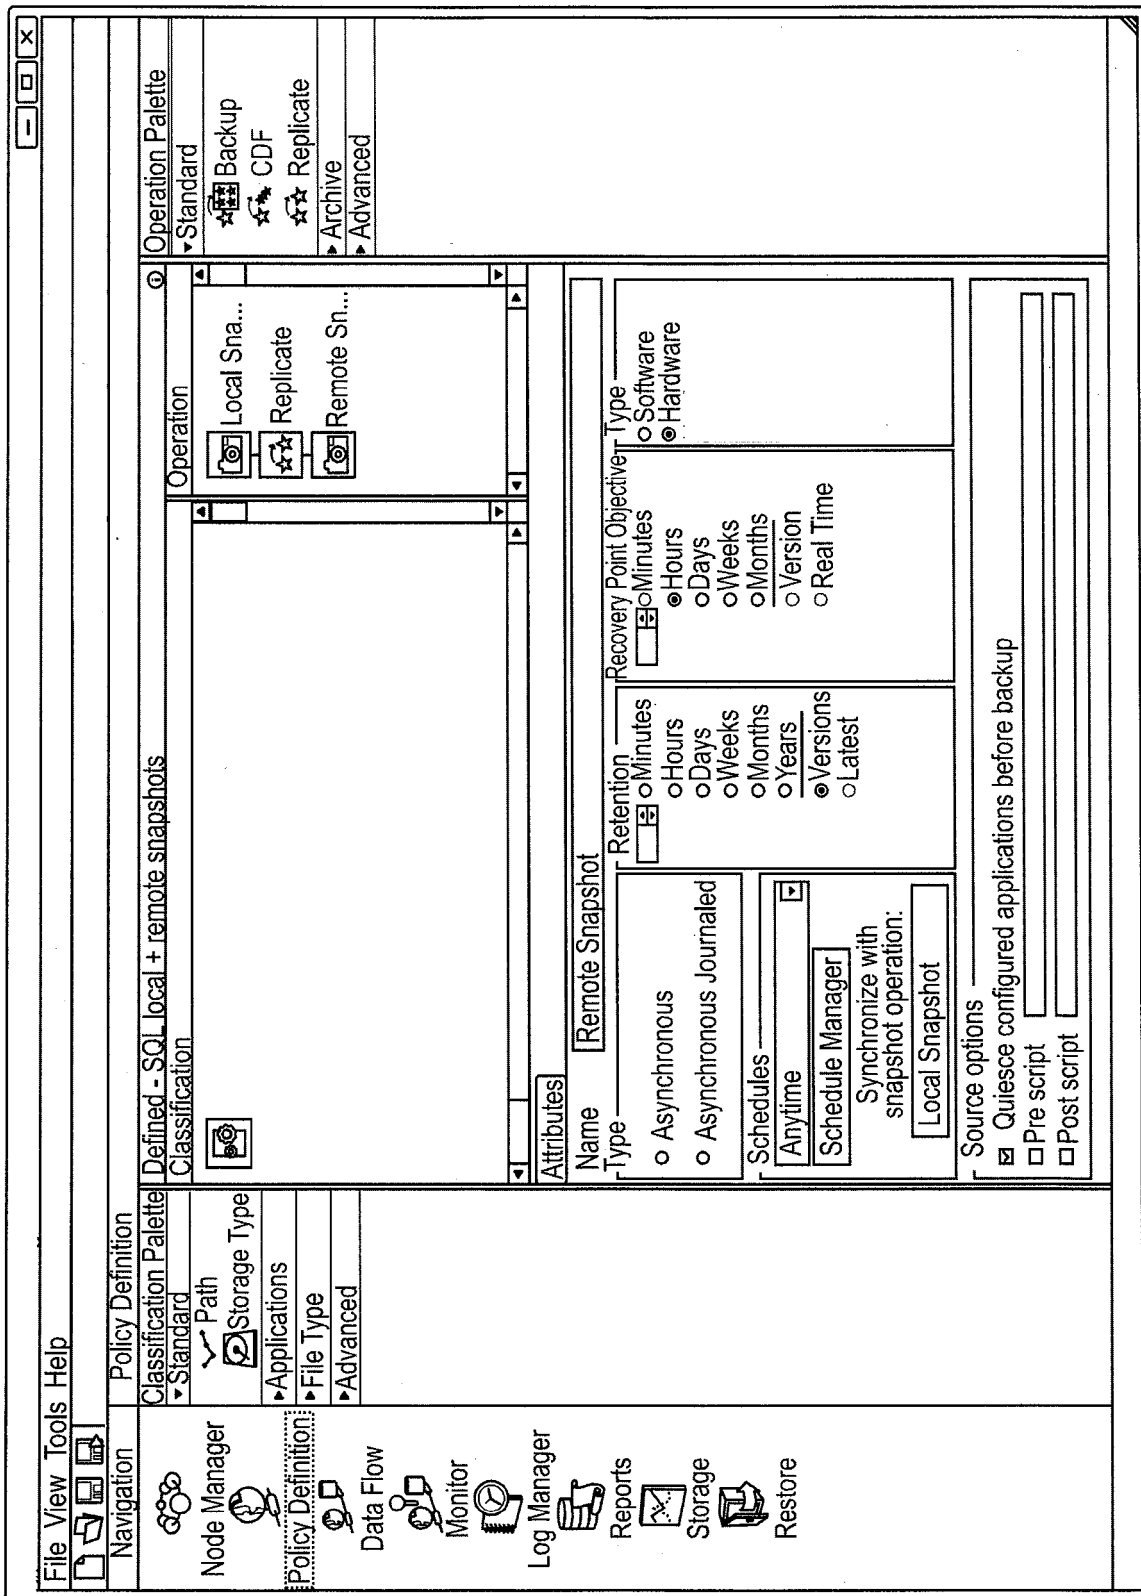 File View Tools Help
Navigation
Node Manager
Policy Definition
Data Flow
Monitor
Log Manager
Reports
Storage
Restore
Policy Definition
Classification Palette
Standard
Path
Storage Type
Applications
File Type
Advanced
Defined - SQL local + remote snapshots
Classification
Operation
Local Sna...
Replicate
Remote Sn...
Attributes
Name
Remote Snapshot
Type
Asynchronous
Asynchronous Journaled
Schedules
Anytime
Schedule Manager
Synchronize with
snapshot operation:
Local Snapshot
Retention
Minutes
Hours
Days
Weeks
Months
Years
Versions
Latest
Recovery Point Objective
Minutes
Hours
Days
Weeks
Months
Version
Real Time
Type
Software
Hardware
Source options
Quiesce configured applications before backup
Pre script
Post script
Operation Palette
Standard
Backup
CDF
Replicate
Archive
Advanced